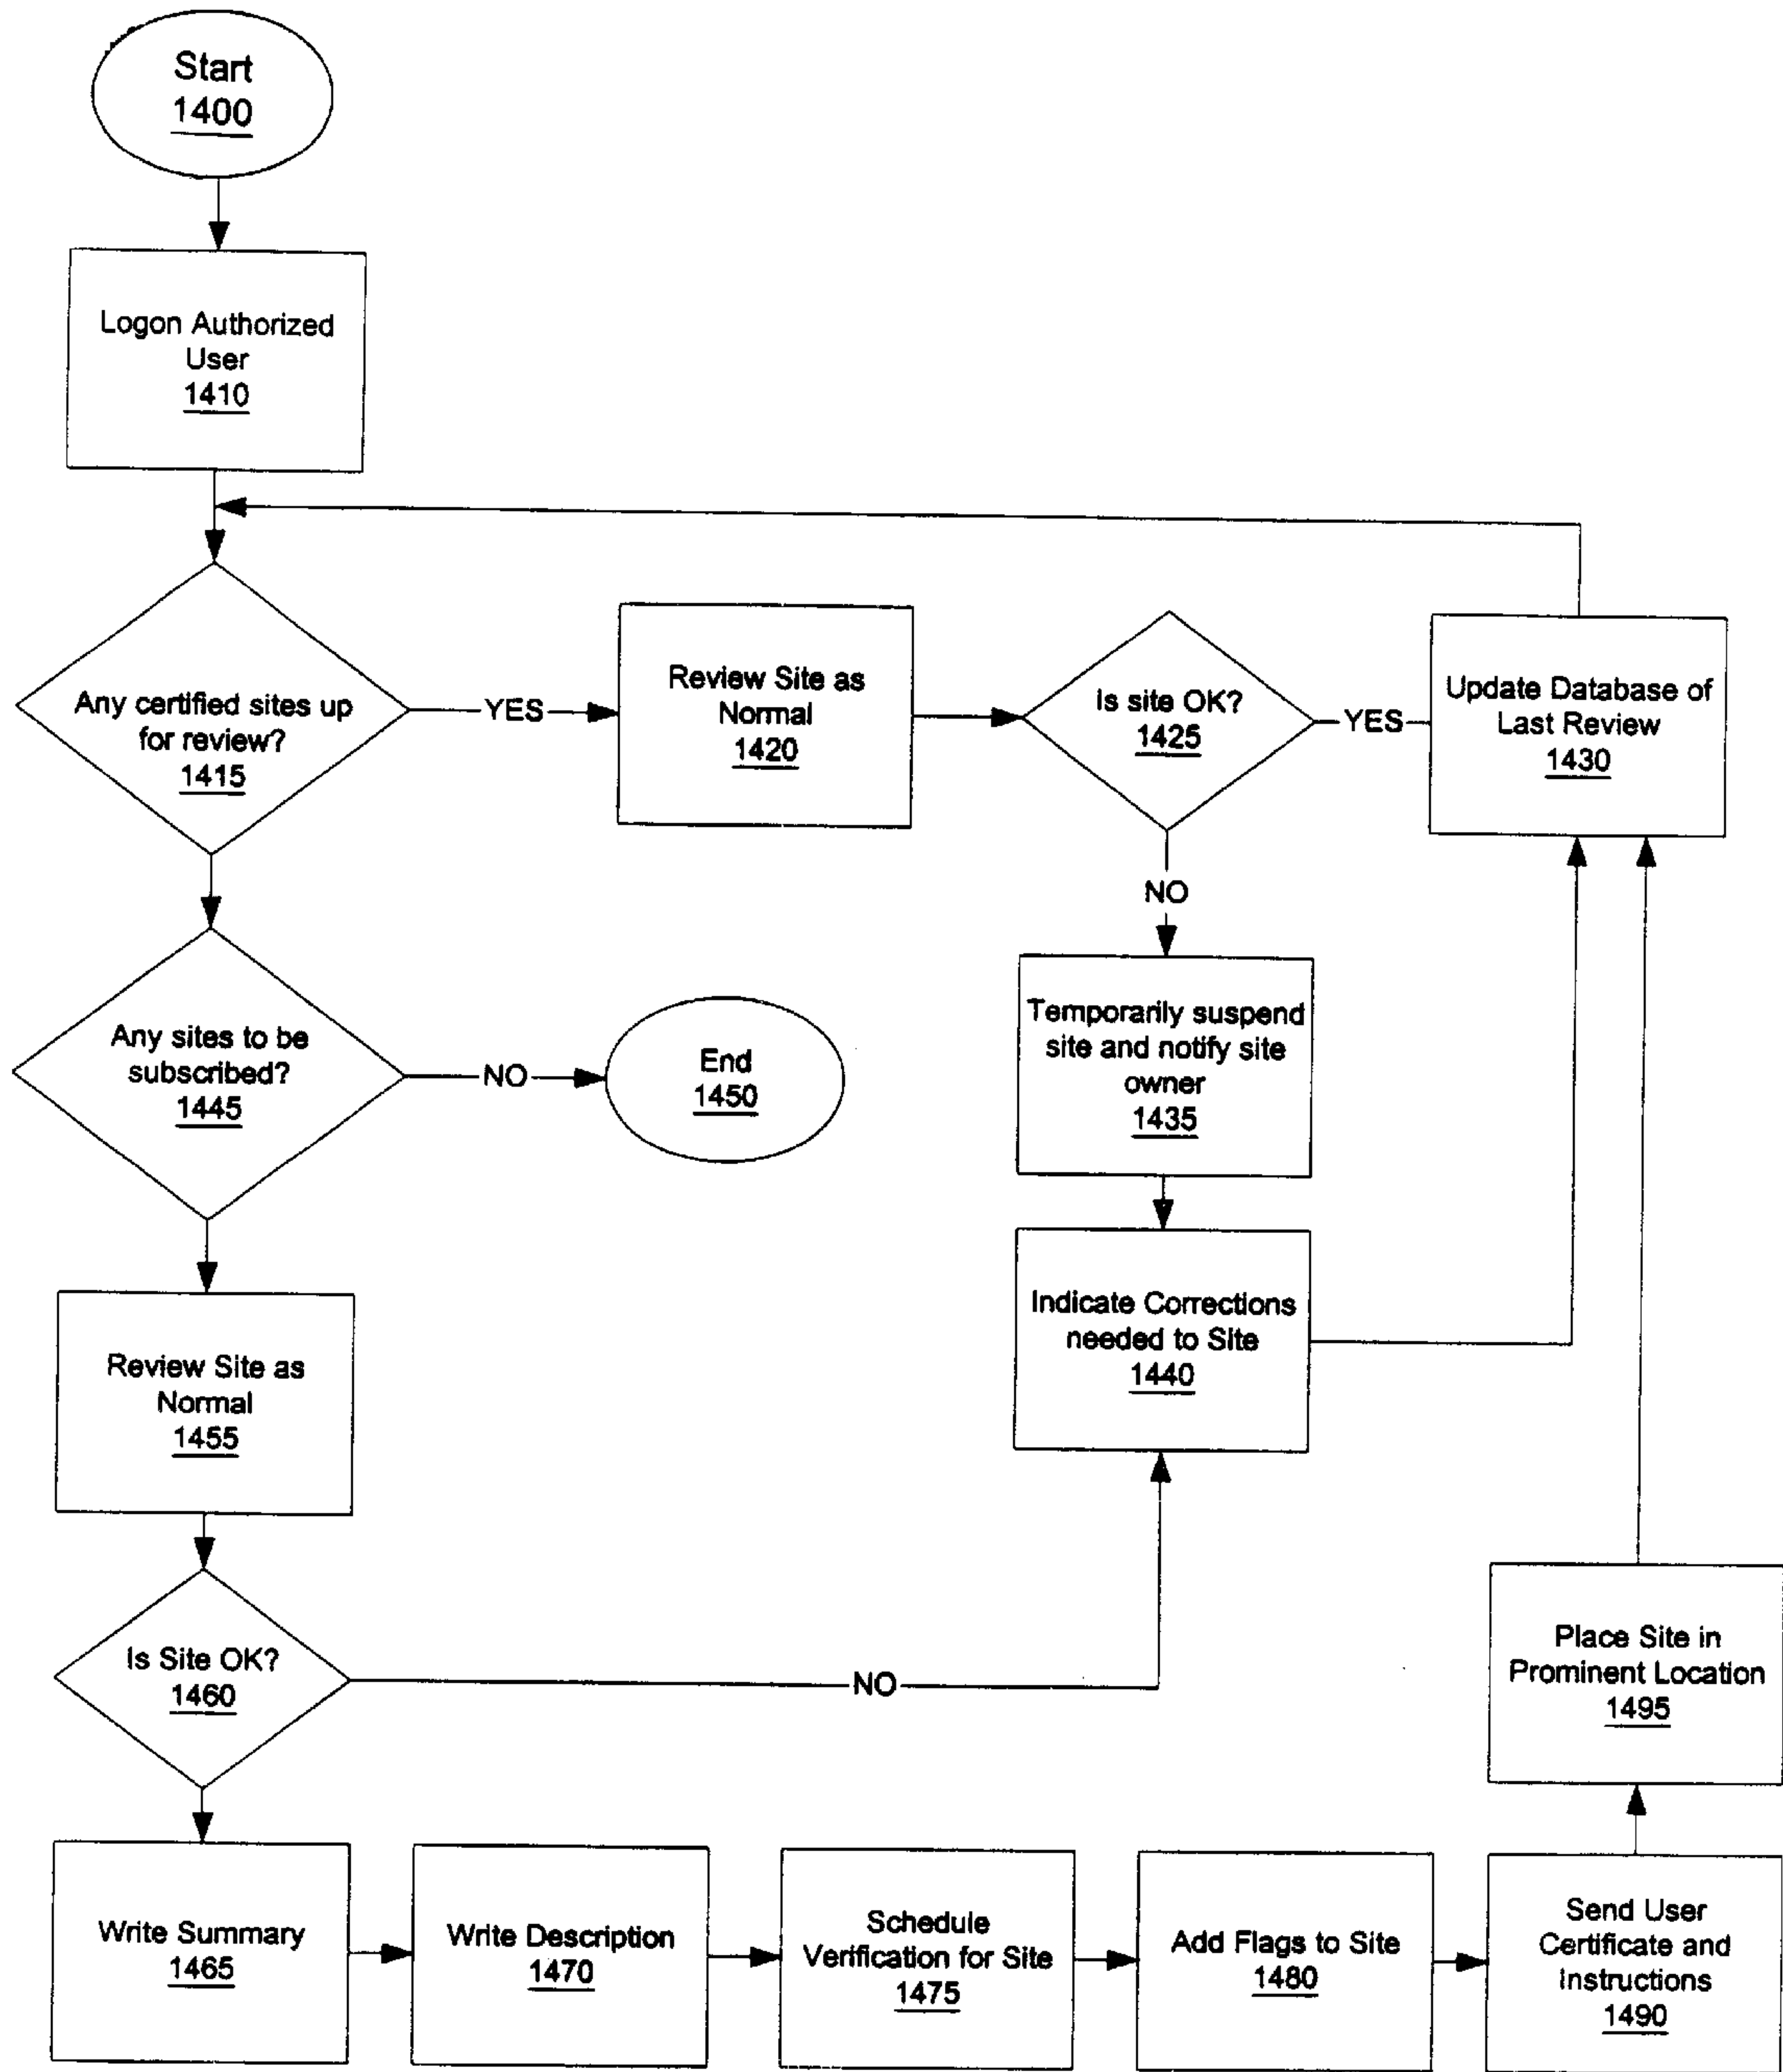 Start
1400
Logon Authorized
User
1410
Any certified sites up
for review?
1415
YES
Review Site as
Normal
1420
Is site OK?
1425
YES
Update Database of
Last Review
1430
NO
Temporarily suspend
site and notify site
owner
1435
Any sites to be
subscribed?
1445
NO
End
1450
Indicate Corrections
needed to Site
1440
Review Site as
Normal
1455
Is Site OK?
1460
NO
Place Site in
Prominent Location
1495
Write Summary
1465
Write Description
1470
Schedule
Verification for Site
1475
Add Flags to Site
1480
Send User
Certificate and
Instructions
1490